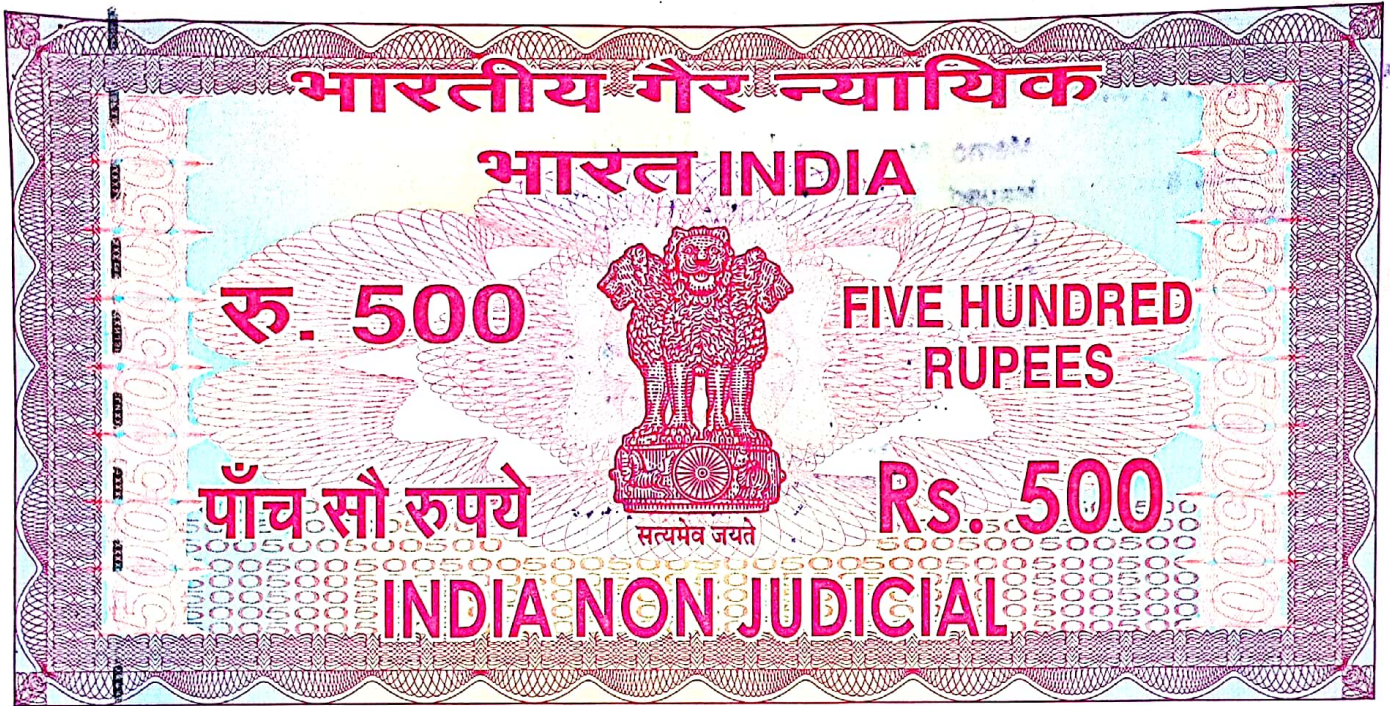 भारतीय गैर न्यायिक
भारत INDIA
रु. 500
FIVE HUNDRED
RUPEES
पाँच सौ रुपये
Rs. 500
सत्यमेव जयते
INDIA NON JUDICIAL